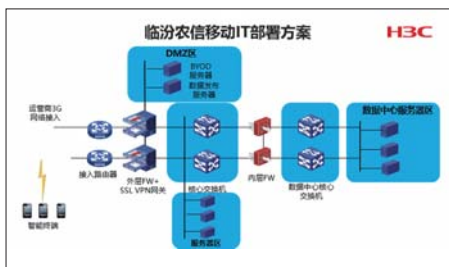 临汾农信移动IT部署方案
H3C
DMZ区
BYOD
服务器
数据发布
服务器
运营商3G
网络接入
数据中心服务器区
接入路由器
外层FW+
SSL VPN网关
核心交换机
内层FW
数据中心核心
交换机
智能终端
服务器区